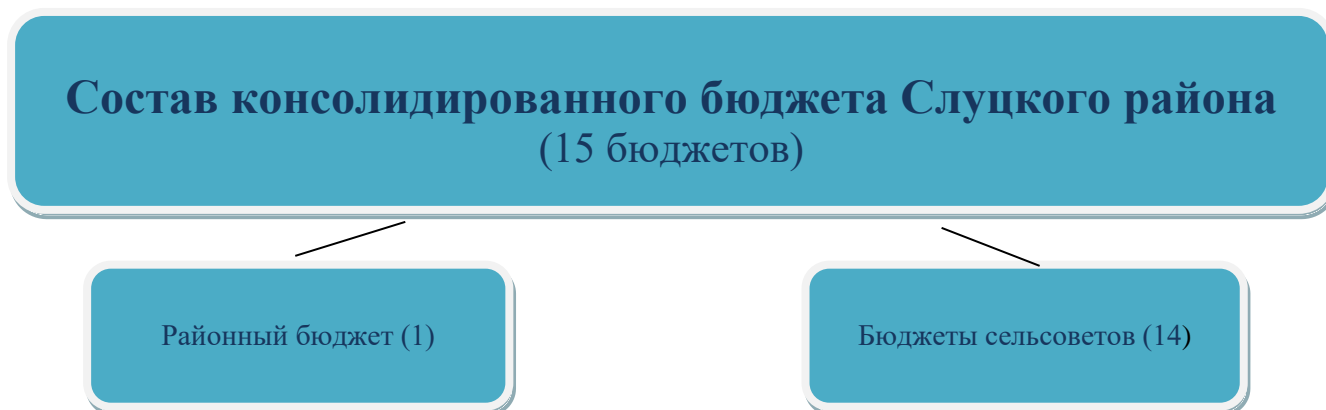 Состав консолидированного бюджета Слуцкого района
(15 бюджетов)
Районный бюджет (1)
Бюджеты сельсоветов (14)